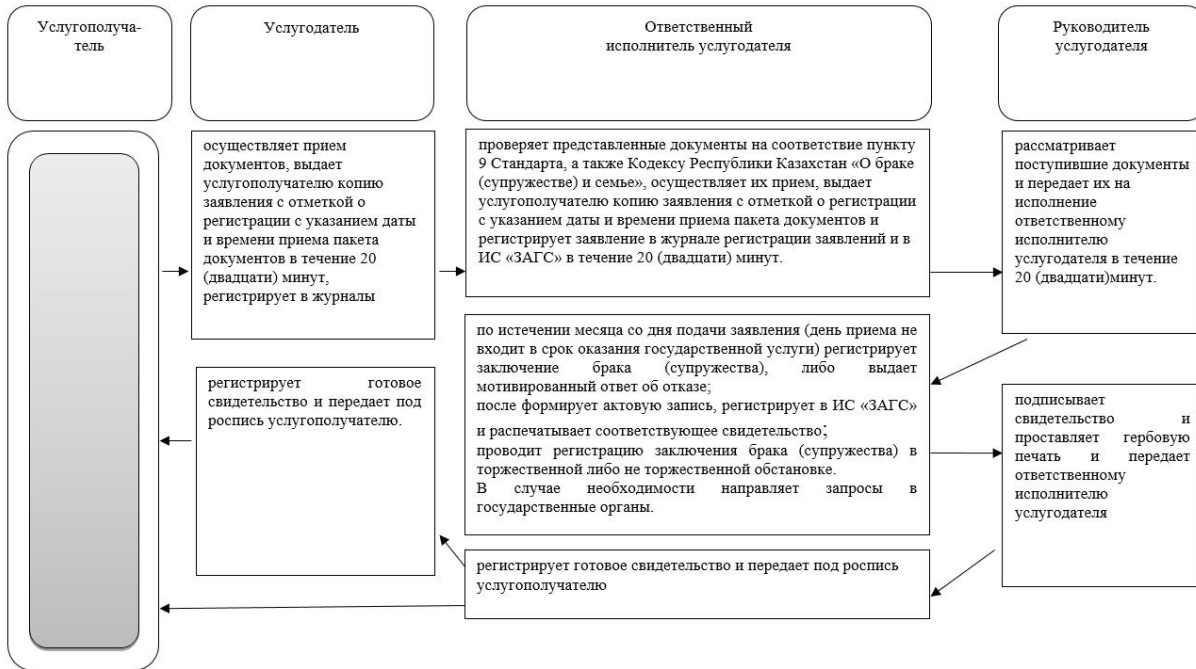 Услугополуча-
тель
Услугодатель
Ответственный
исполнитель услугодателя
Руководитель
услугодателя
осуществляет прием
документов, выдает
услугополучателю копию
заявления с отметкой о
регистрации с указанием даты
и времени приема пакета
документов в течение 20
(двадцати) минут,
регистрирует в журналы
проверяет представленные документы на соответствие пункту
9 Стандарта, а также Кодексу Республики Казахстан «О браке
(супружестве) и семье», осуществляет их прием, выдает
услугополучателю копию заявления с отметкой о регистрации
с указанием даты и времени приема пакета документов и
регистрирует заявление в журнале регистрации заявлений и в
ИС «ЗАГС» в течение 20 (двадцати) минут.
рассматривает
поступившие документы
и передает их на
исполнение
ответственному
исполнителю
услугодателя в течение
20 (двадцати)минут.
по истечении месяца со дня подачи заявления (день приема не
входит в срок оказания государственной услуги) регистрирует
заключение брака (супружества), либо выдает
мотивированный ответ об отказе;
после формирует актовую запись, регистрирует в ИС «ЗАГС»
и распечатывает соответствующее свидетельство;
проводит регистрацию заключения брака (супружества) в
торжественной либо не торжественной обстановке.
В случае необходимости направляет запросы в
государственные органы.
регистрирует готовое
свидетельство и передает под
роспись услугополучателю.
подписывает
свидетельство и
проставляет гербовую
печать и передает
ответственному
исполнителю
услугодателя
регистрирует готовое свидетельство и передает под роспись
услугополучателю